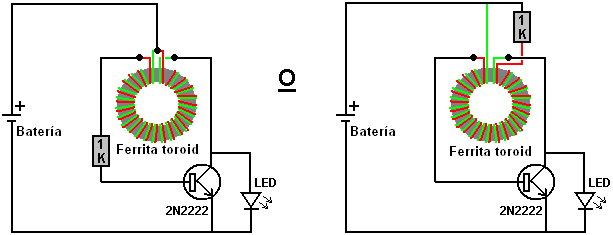 +
Batería
1
K
Ferrita toroid
2N2222
LED
O
+
Batería
1
K
Ferrita toroid
2N2222
LED